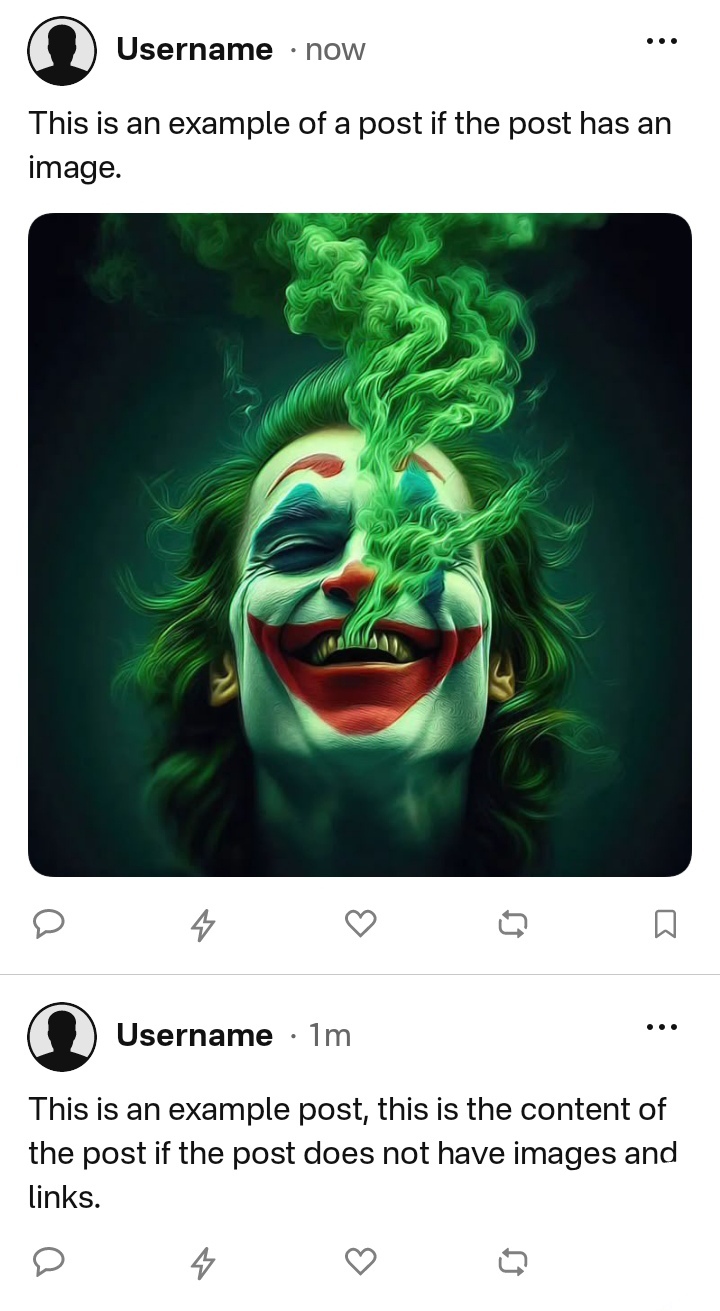 Username · now
This is an example of a post if the post has an
image.
Username · 1m
This is an example post, this is the content of
the post if the post does not have images and
links.